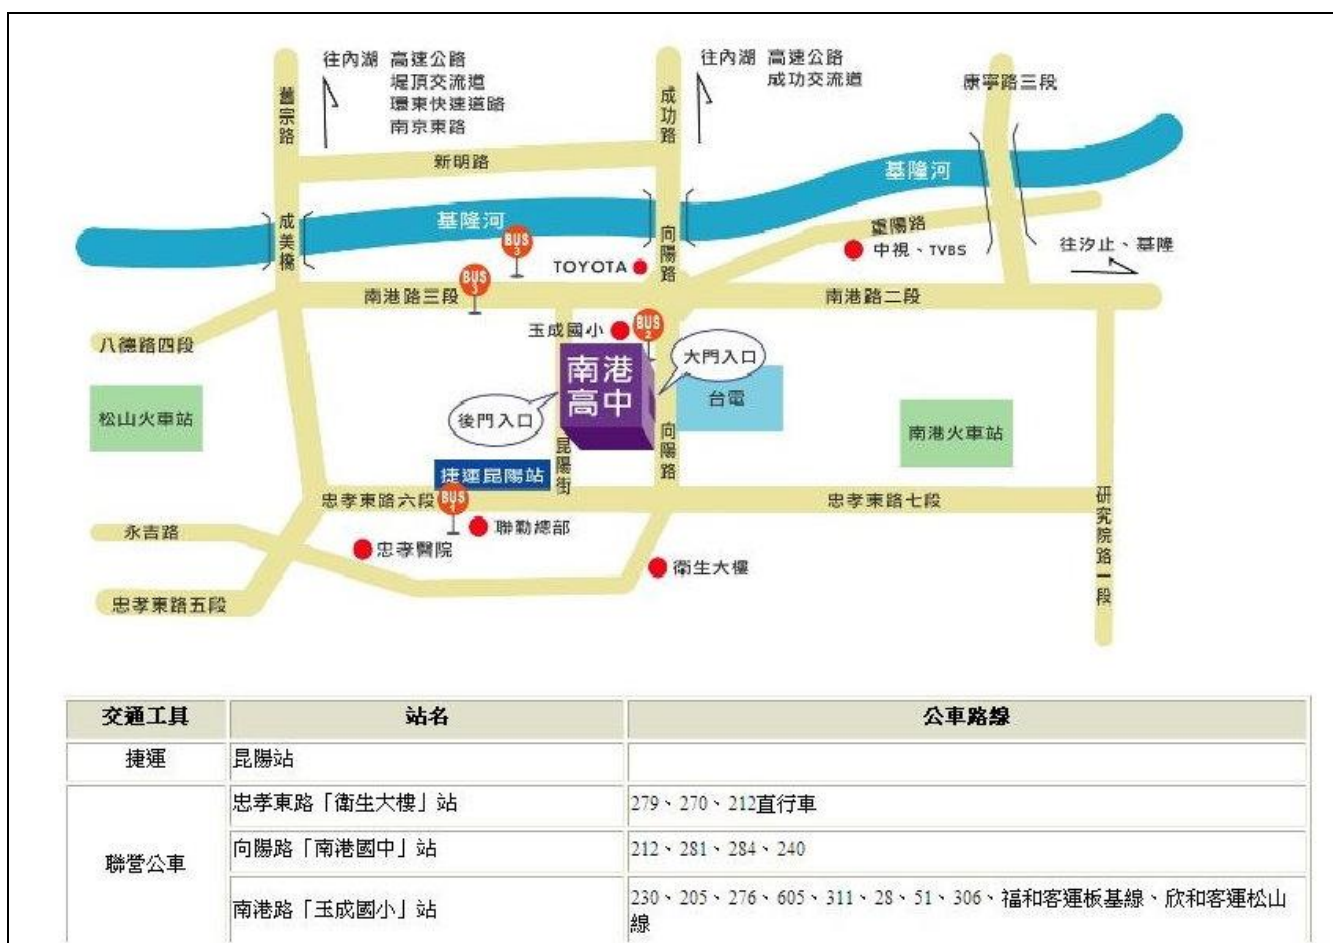 往內湖 高速公路
堤頂交流道
環東快速道路
南京東路
往內湖 高速公路
成功交流道
康寧路三段
舊宗路
成功路
新明路
基隆河
基隆河
成美橋
向陽路
重陽路
中視、TVBS
往汐止、基隆
BUS
3
TOYOTA
BUS
3
南港路三段
南港路二段
八德路四段
玉成國小
BUS
2
大門入口
南港
高中
台電
松山火車站
後門入口
南港火車站
昆陽街
向陽路
捷運昆陽站
忠孝東路六段
BUS
1
忠孝東路七段
研究院路一段
永吉路
聯勤總部
忠孝醫院
衛生大樓
忠孝東路五段
交通工具 站名 公車路線
捷運 昆陽站
聯營公車
忠孝東路「衛生大樓」站 279、270、212直行車
向陽路「南港國中」站 212、281、284、240
南港路「玉成國小」站 230、205、276、605、311、28、51、306、福和客運板基線、欣和客運松山
線